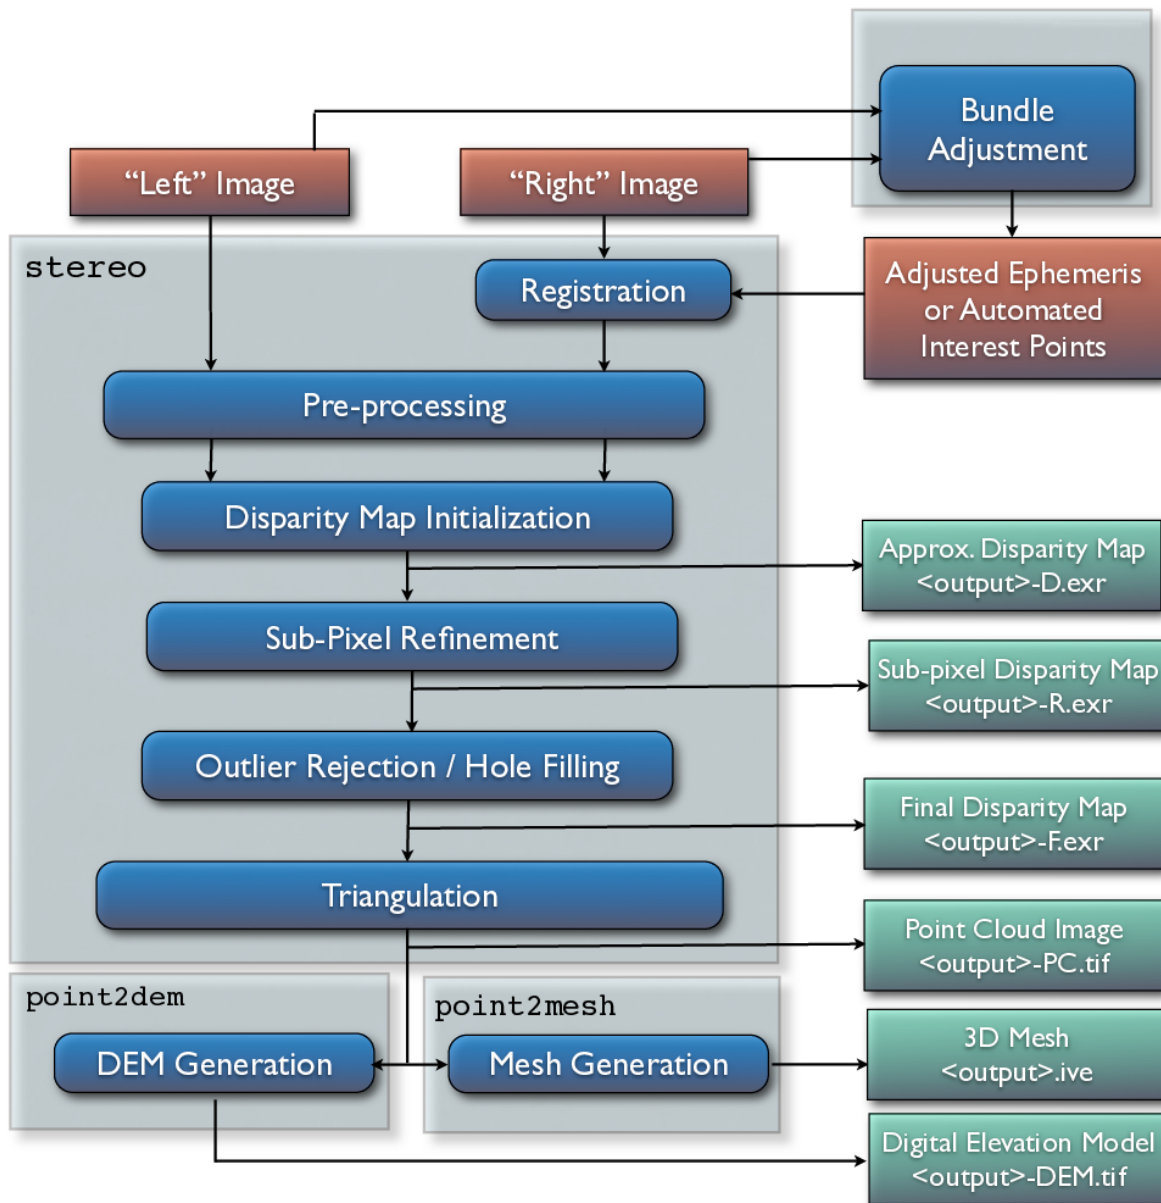 Bundle
Adjustment
“Left” Image
“Right” Image
stereo
Registration
Adjusted Ephemeris
or Automated
Interest Points
Pre-processing
Disparity Map Initialization
Approx. Disparity Map
<output>-D.exr
Sub-Pixel Refinement
Sub-pixel Disparity Map
<output>-R.exr
Outlier Rejection / Hole Filling
Final Disparity Map
<output>-F.exr
Triangulation
Point Cloud Image
<output>-PC.tif
point2dem
point2mesh
DEM Generation
Mesh Generation
3D Mesh
<output>.ive
Digital Elevation Model
<output>-DEM.tif